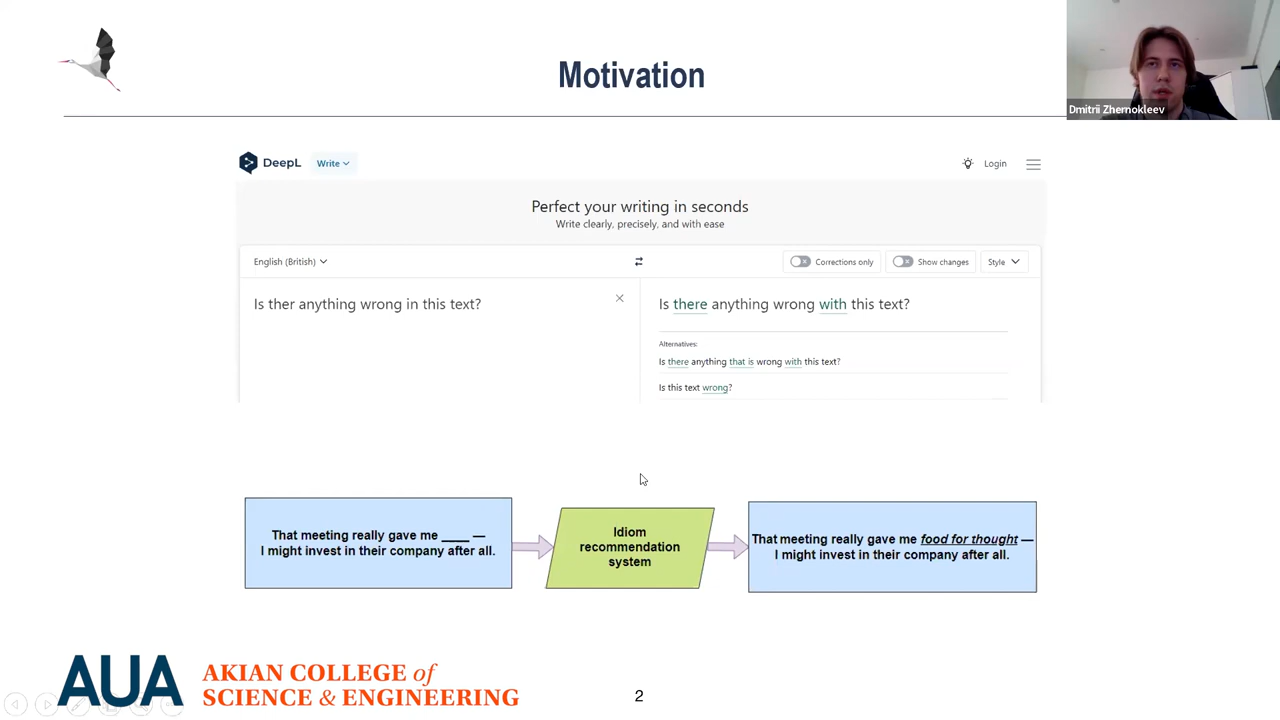 Motivation
Dmitrii Zhernokleev
DeepL Write
Login
Perfect your writing in seconds
Write clearly, precisely, and with ease
English (British)
Corrections only
Show changes
Style
Is ther anything wrong in this text?
Is there anything wrong with this text?
Alternatives:
Is there anything that is wrong with this text?
Is this text wrong?
That meeting really gave me ____ —
I might invest in their company after all.
Idiom
recommendation
system
That meeting really gave me food for thought —
I might invest in their company after all.
AUA
AKIAN COLLEGE of
SCIENCE & ENGINEERING
2